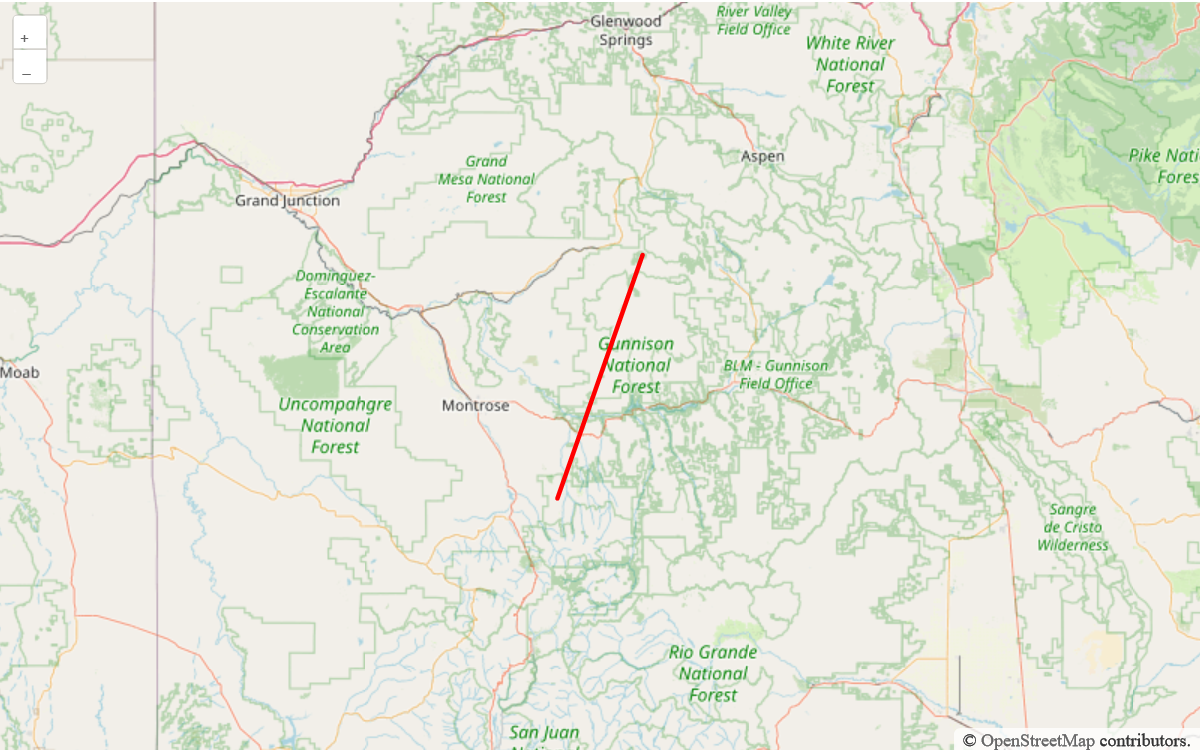 +
–
Glenwood
Springs
River Valley
Field Office
White River
National
Forest
Aspen
Pike Nati
Fores
Grand
Mesa National
Forest
Grand Junction
Dominguez-
Escalante
National
Conservation
Area
Gunnison
National
Forest
BLM - Gunnison
Field Office
Moab
Montrose
Uncompahgre
National
Forest
Sangre
de Cristo
Wilderness
Rio Grande
National
Forest
San Juan
National
© OpenStreetMap contributors.